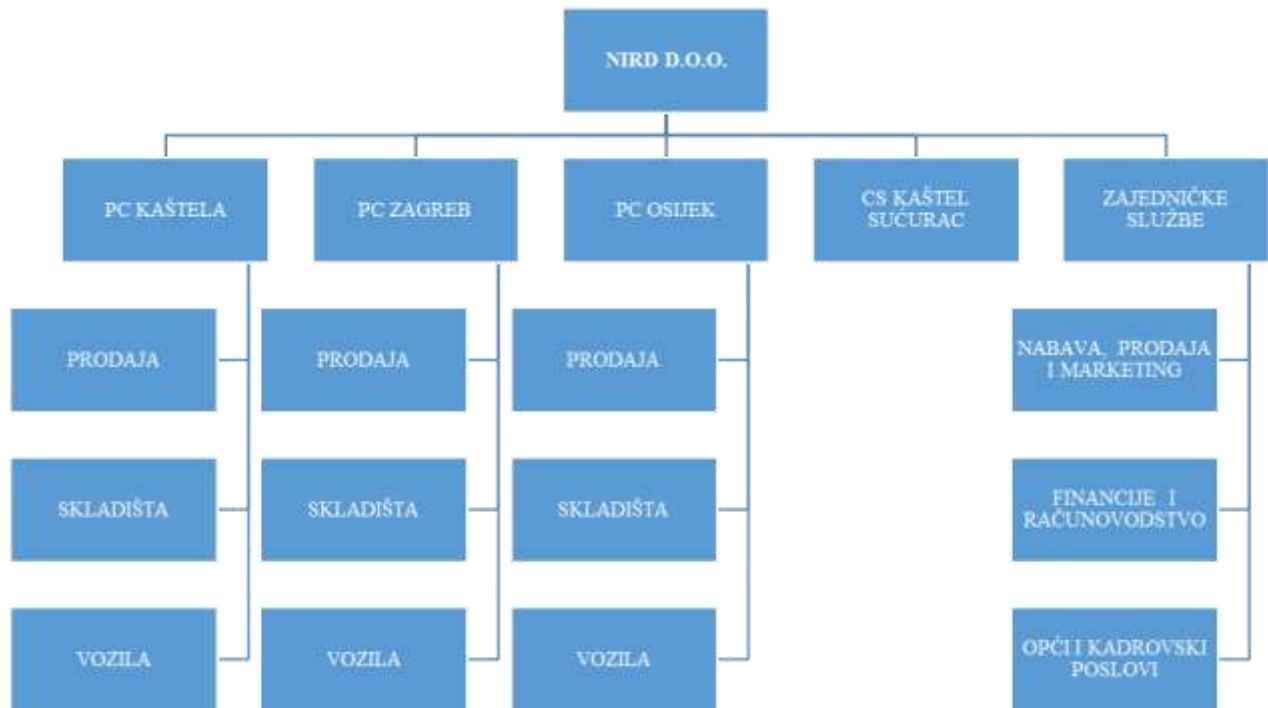 NIRD D.O.O.
PC KAŠTELA
PC ZAGREB
PC OSIJEK
CS KAŠTEL
SUĆURAC
ZAJEDNIČKE
SLUŽBE
PRODAJA
PRODAJA
PRODAJA
NABAVA, PRODAJA
I MARKETING
SKLADIŠTA
SKLADIŠTA
SKLADIŠTA
FINANCIJE I
RAČUNOVODSTVO
VOZILA
VOZILA
VOZILA
OPĆI I KADROVSKI
POSLOVI